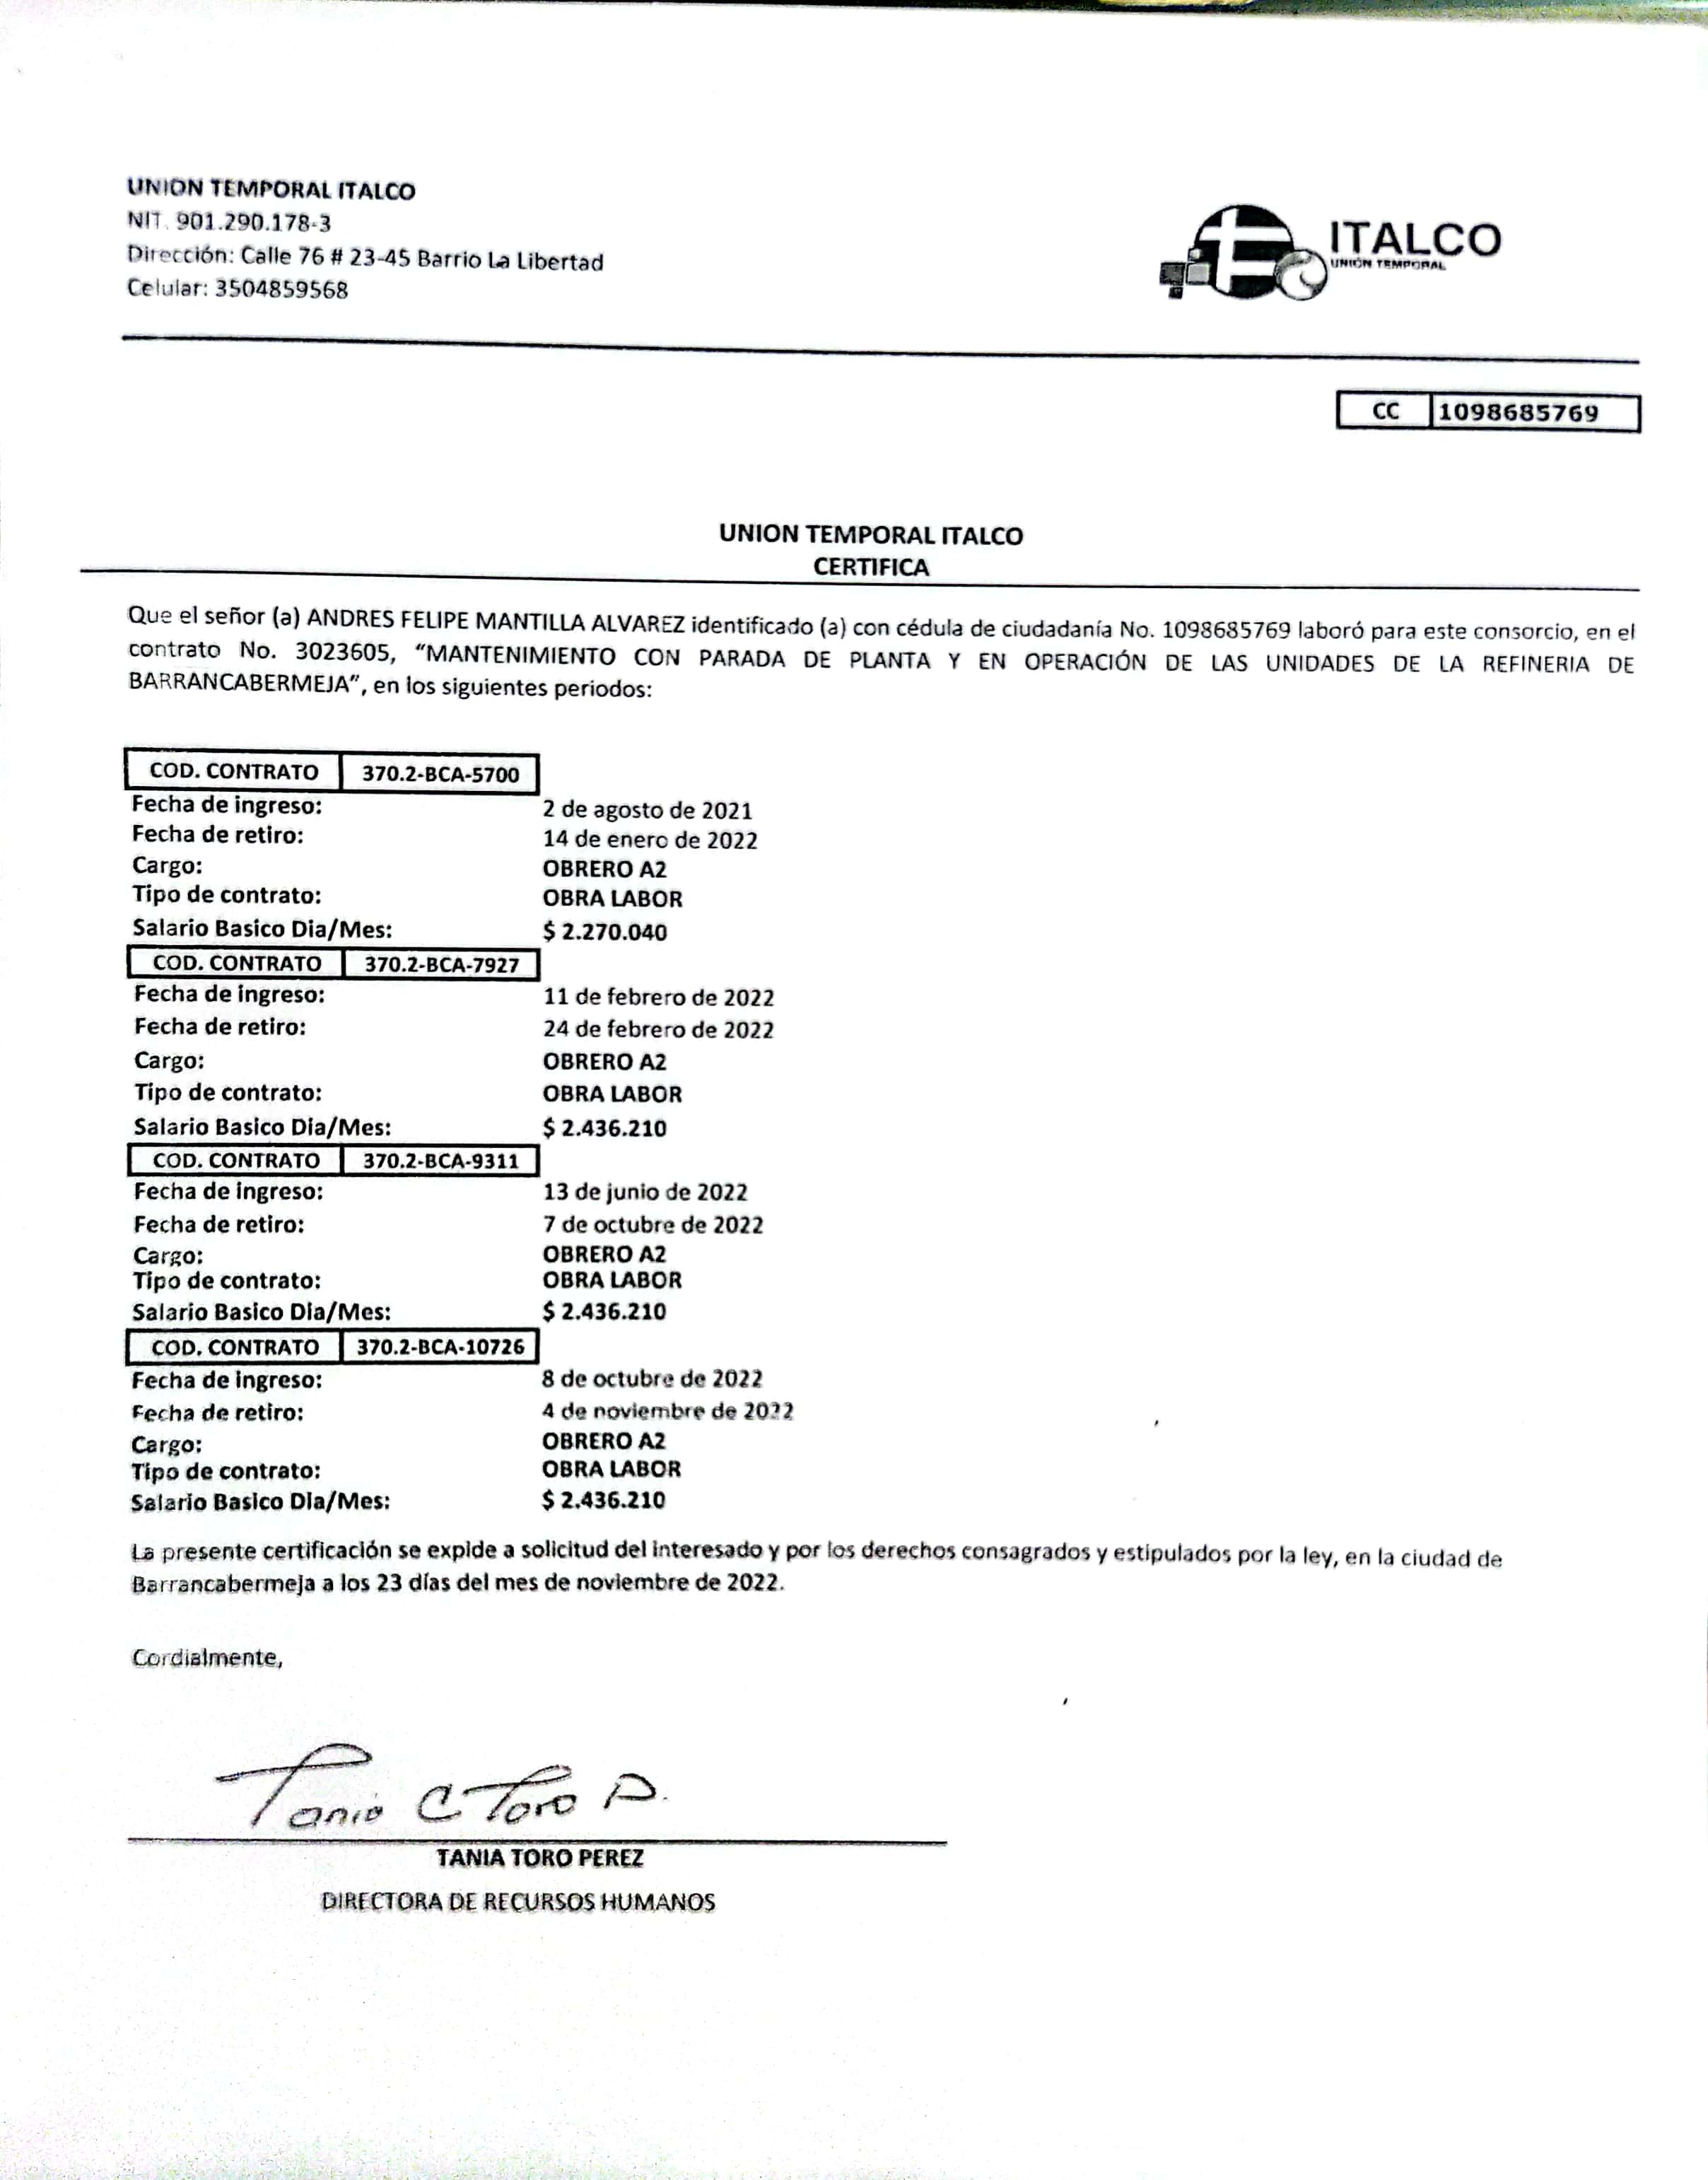 UNION TEMPORAL ITALCO
NIT. 901.290.178-3
Dirección: Calle 76 # 23-45 Barrio La Libertad
Celular: 3504859568
ITALCO
UNIÓN TEMPORAL
CC 1098685769
UNION TEMPORAL ITALCO
CERTIFICA
Que el señor (a) ANDRES FELIPE MANTILLA ALVAREZ identificado (a) con cédula de ciudadanía No. 1098685769 laboró para este consorcio, en el
contrato No. 3023605, “MANTENIMIENTO CON PARADA DE PLANTA Y EN OPERACIÓN DE LAS UNIDADES DE LA REFINERIA DE
BARRANCABERMEJA”, en los siguientes periodos:
COD. CONTRATO 370.2-BCA-5700
Fecha de ingreso: 2 de agosto de 2021
Fecha de retiro: 14 de enero de 2022
Cargo: OBRERO A2
Tipo de contrato: OBRA LABOR
Salario Basico Dia/Mes: $ 2.270.040
COD. CONTRATO 370.2-BCA-7927
Fecha de ingreso: 11 de febrero de 2022
Fecha de retiro: 24 de febrero de 2022
Cargo: OBRERO A2
Tipo de contrato: OBRA LABOR
Salario Basico Dia/Mes: $ 2.436.210
COD. CONTRATO 370.2-BCA-9311
Fecha de ingreso: 13 de junio de 2022
Fecha de retiro: 7 de octubre de 2022
Cargo: OBRERO A2
Tipo de contrato: OBRA LABOR
Salario Basico Dia/Mes: $ 2.436.210
COD. CONTRATO 370.2-BCA-10726
Fecha de ingreso: 8 de octubre de 2022
Fecha de retiro: 4 de noviembre de 2022
Cargo: OBRERO A2
Tipo de contrato: OBRA LABOR
Salario Basico Dia/Mes: $ 2.436.210
La presente certificación se expide a solicitud del interesado y por los derechos consagrados y estipulados por la ley, en la ciudad de
Barrancabermeja a los 23 días del mes de noviembre de 2022.
Cordialmente,
Tania C Toro P.
TANIA TORO PEREZ
DIRECTORA DE RECURSOS HUMANOS